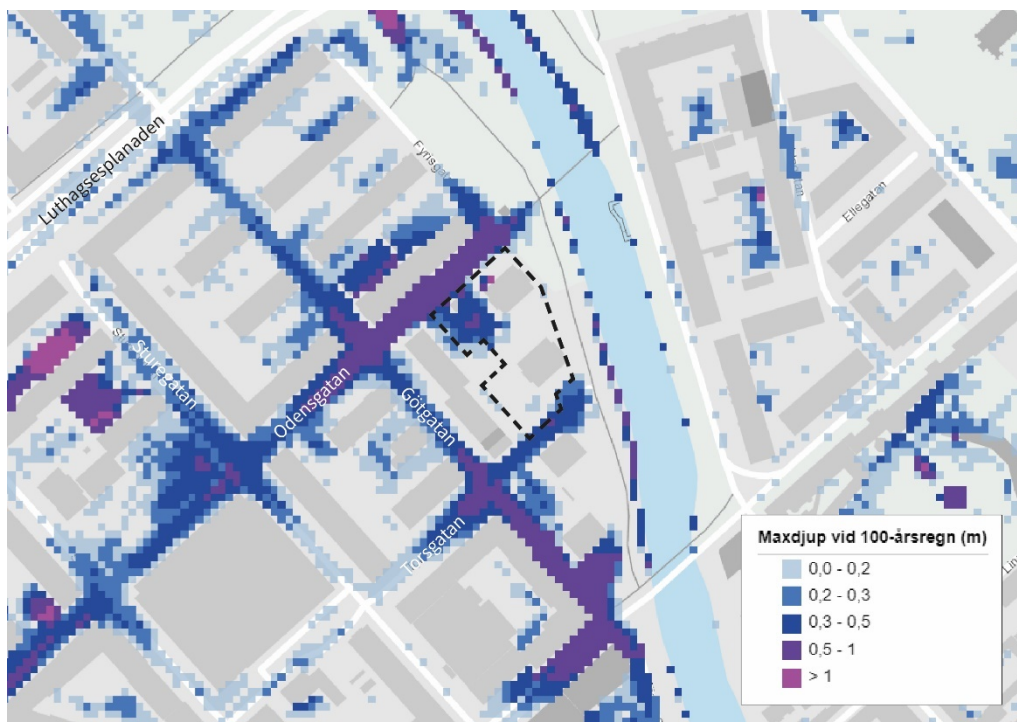 Luthagsesplanaden
Fyrisga
Ellegatan
Sturegatan
Odensgatan
Götgatan
Torsgatan
Maxdjup vid 100-årsregn (m)
0,0 - 0,2
0,2 - 0,3
0,3 - 0,5
0,5 - 1
> 1